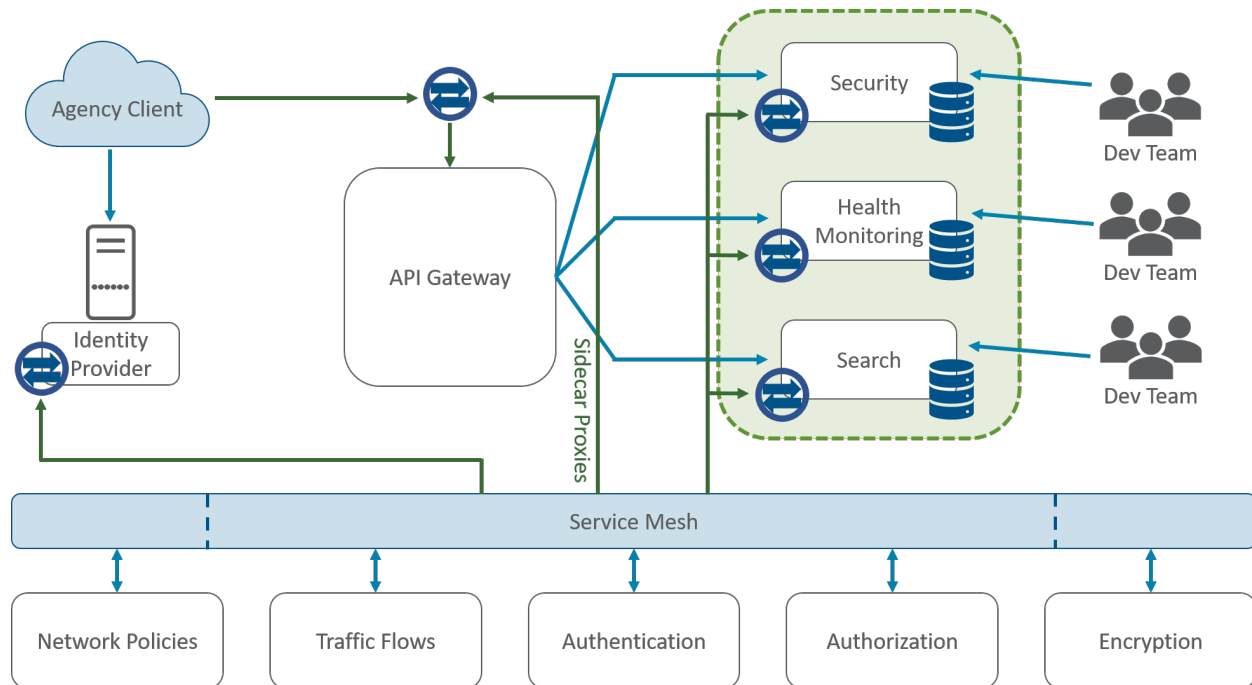 Agency Client
Identity
Provider
API Gateway
Sidecar Proxies
Security
Health
Monitoring
Search
Dev Team
Dev Team
Dev Team
Service Mesh
Network Policies
Traffic Flows
Authentication
Authorization
Encryption